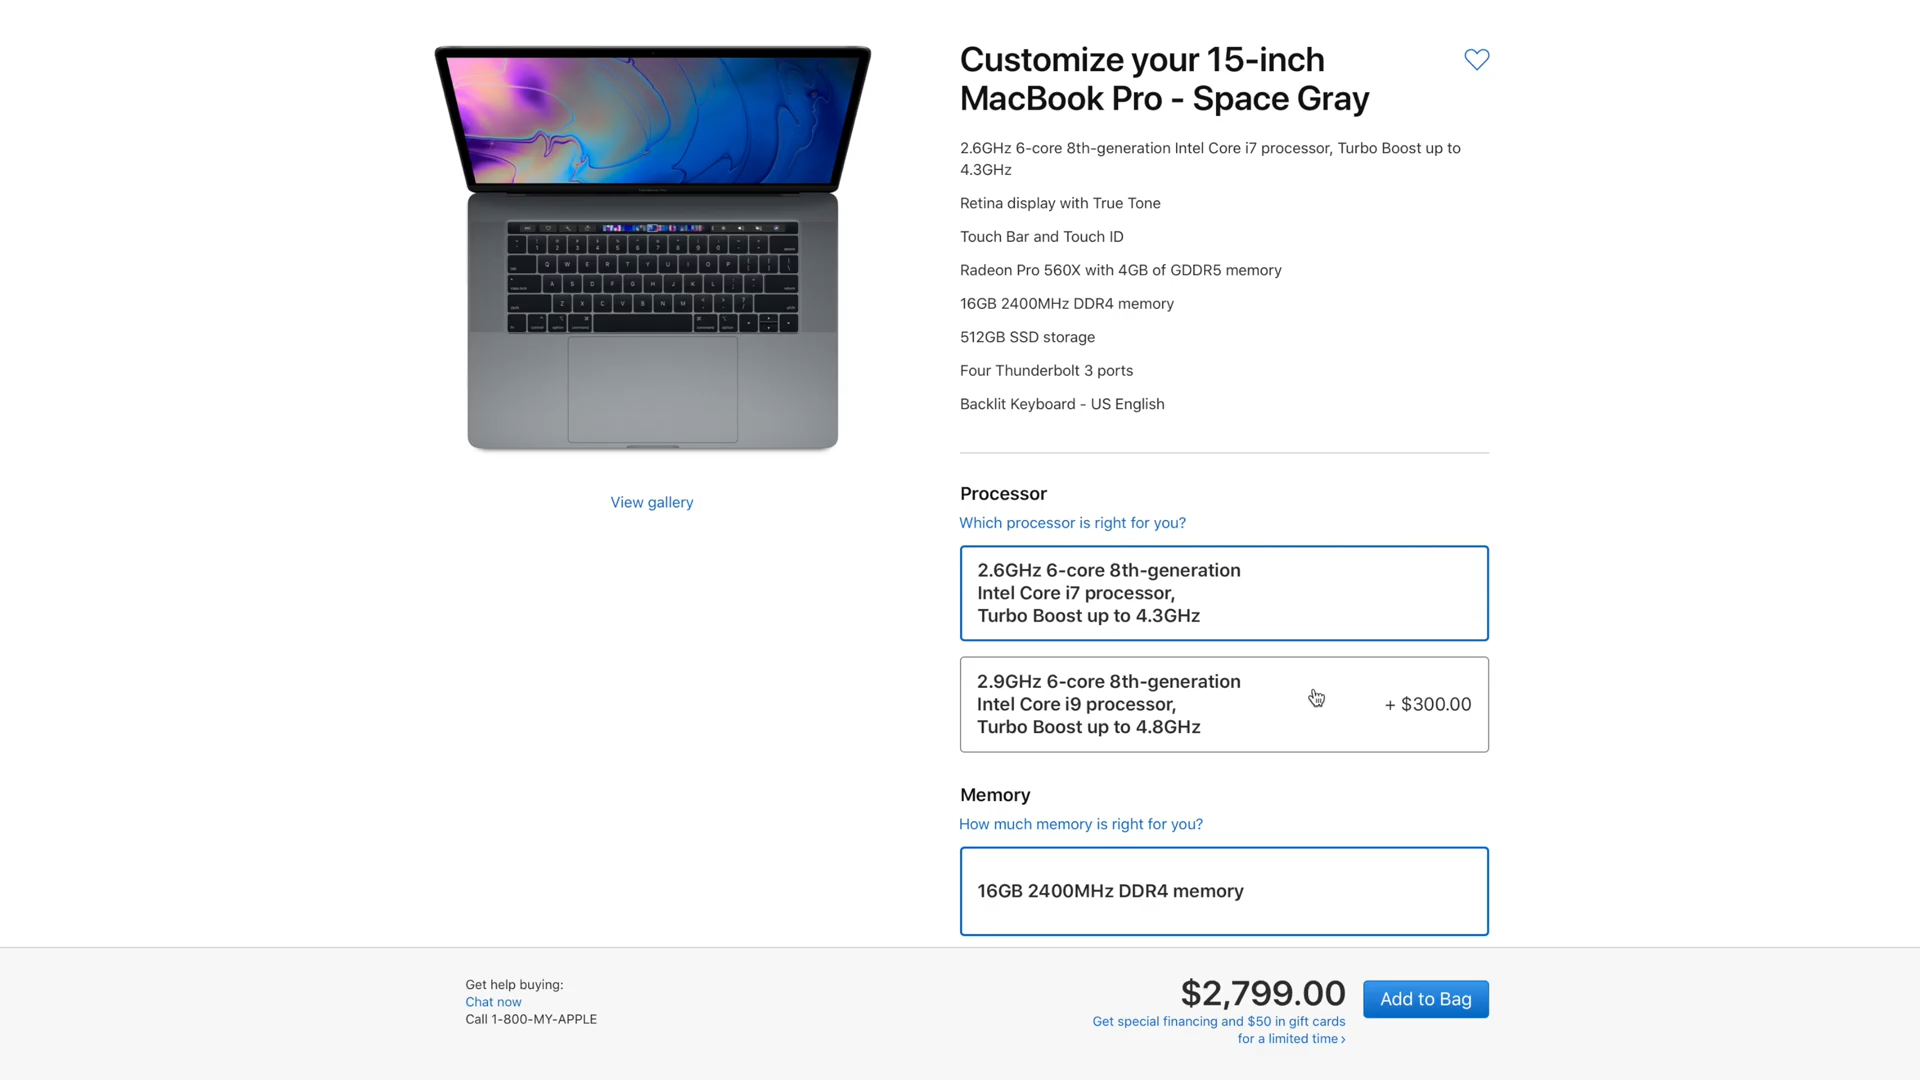 Customize your 15-inch
MacBook Pro - Space Gray
2.6GHz 6-core 8th-generation Intel Core i7 processor, Turbo Boost up to
4.3GHz
Retina display with True Tone
Touch Bar and Touch ID
Radeon Pro 560X with 4GB of GDDR5 memory
16GB 2400MHz DDR4 memory
512GB SSD storage
Four Thunderbolt 3 ports
Backlit Keyboard - US English
View gallery
Processor
Which processor is right for you?
2.6GHz 6-core 8th-generation
Intel Core i7 processor,
Turbo Boost up to 4.3GHz
2.9GHz 6-core 8th-generation
Intel Core i9 processor,
Turbo Boost up to 4.8GHz
+ $300.00
Memory
How much memory is right for you?
16GB 2400MHz DDR4 memory
Get help buying:
Chat now
Call 1-800-MY-APPLE
$2,799.00
Get special financing and $50 in gift cards
for a limited time ›
Add to Bag